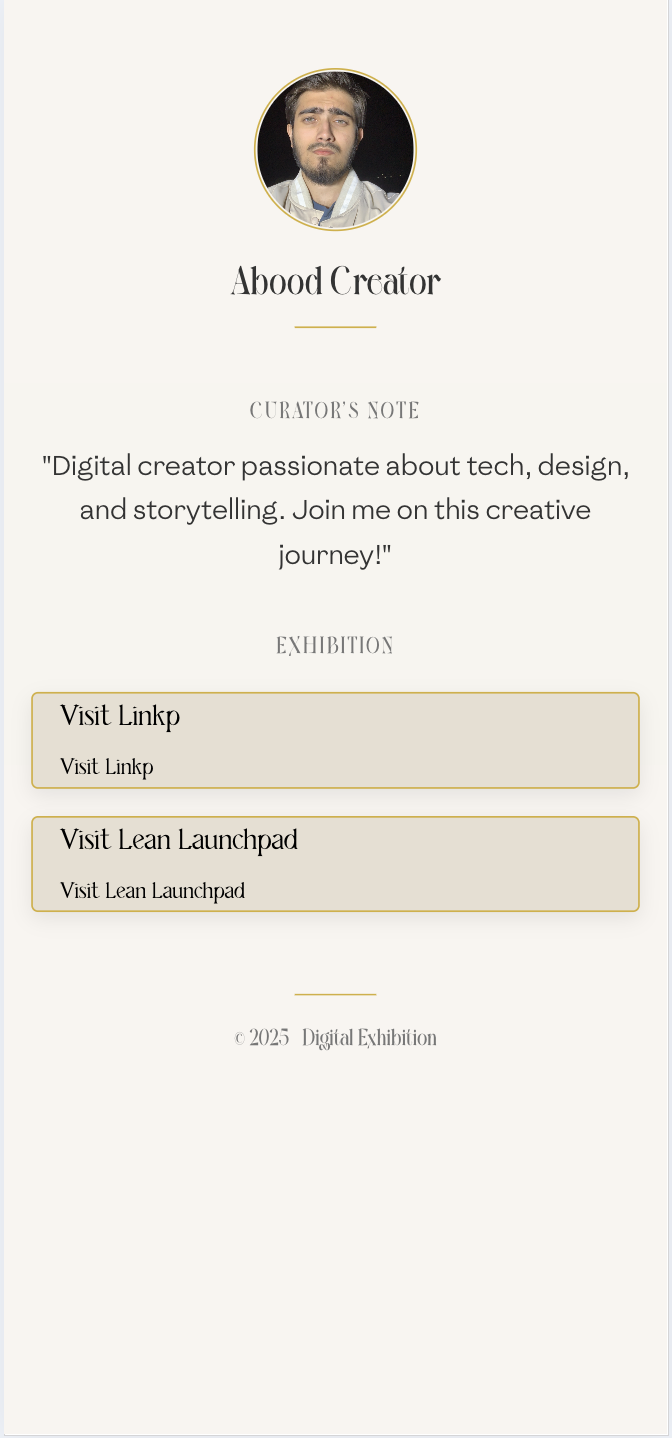 Abood Creator
CURATOR'S NOTE
"Digital creator passionate about tech, design,
and storytelling. Join me on this creative
journey!"
EXHIBITION
Visit Linkp
Visit Linkp
Visit Lean Launchpad
Visit Lean Launchpad
© 2025 Digital Exhibition